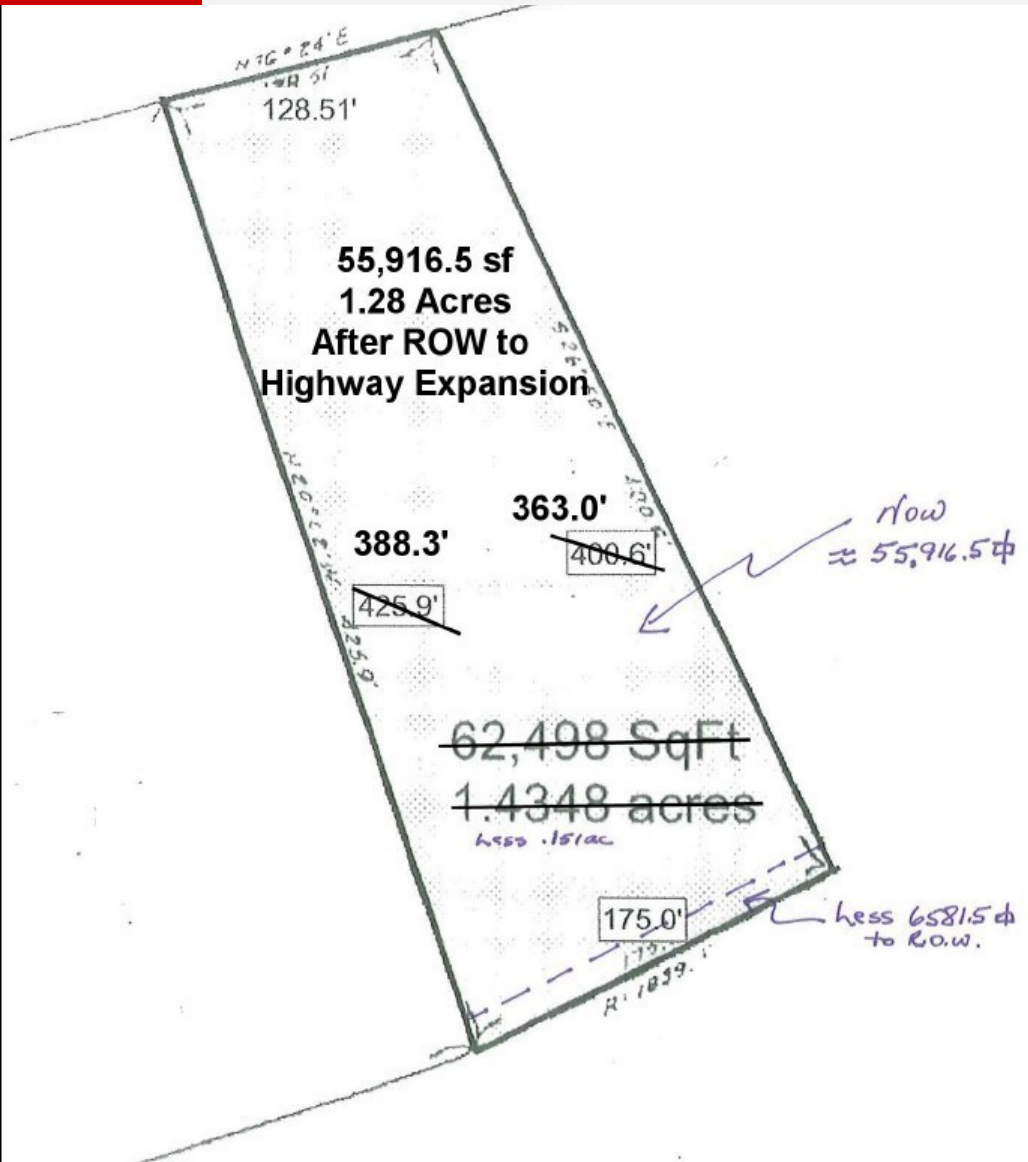 128.51'
55,916.5 sf
1.28 Acres
After ROW to
Highway Expansion
363.0'
400.6'
388.3'
425.9'
425.9'
Now
≈ 55,916.5 ⏍
62,498 SqFt
1.4348 acres
Less .151ac
175.0'
Less 6581.5 ⏍
to R.O.W.